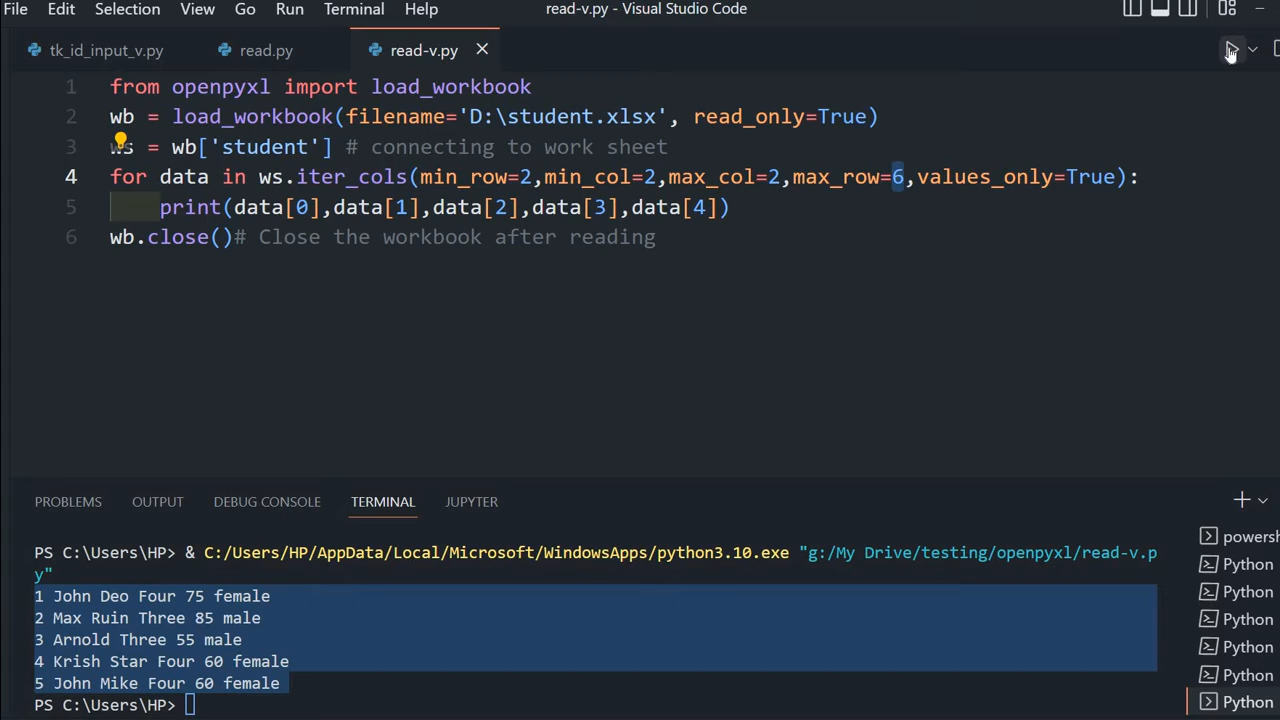 File Edit Selection View Go Run Terminal Help read-v.py - Visual Studio Code
tk_id_input_v.py read.py read-v.py
1 from openpyxl import load_workbook
2 wb = load_workbook(filename='D:\student.xlsx', read_only=True)
3 ws = wb['student'] # connecting to work sheet
4 for data in ws.iter_cols(min_row=2,min_col=2,max_col=2,max_row=6,values_only=True):
5 print(data[0],data[1],data[2],data[3],data[4])
6 wb.close()# Close the workbook after reading
PROBLEMS OUTPUT DEBUG CONSOLE TERMINAL JUPYTER
PS C:\Users\HP> & C:/Users/HP/AppData/Local/Microsoft/WindowsApps/python3.10.exe "g:/My Drive/testing/openpyxl/read-v.p
y"
1 John Deo Four 75 female
2 Max Ruin Three 85 male
3 Arnold Three 55 male
4 Krish Star Four 60 female
5 John Mike Four 60 female
PS C:\Users\HP>
powersh
Python
Python
Python
Python
Python
Python